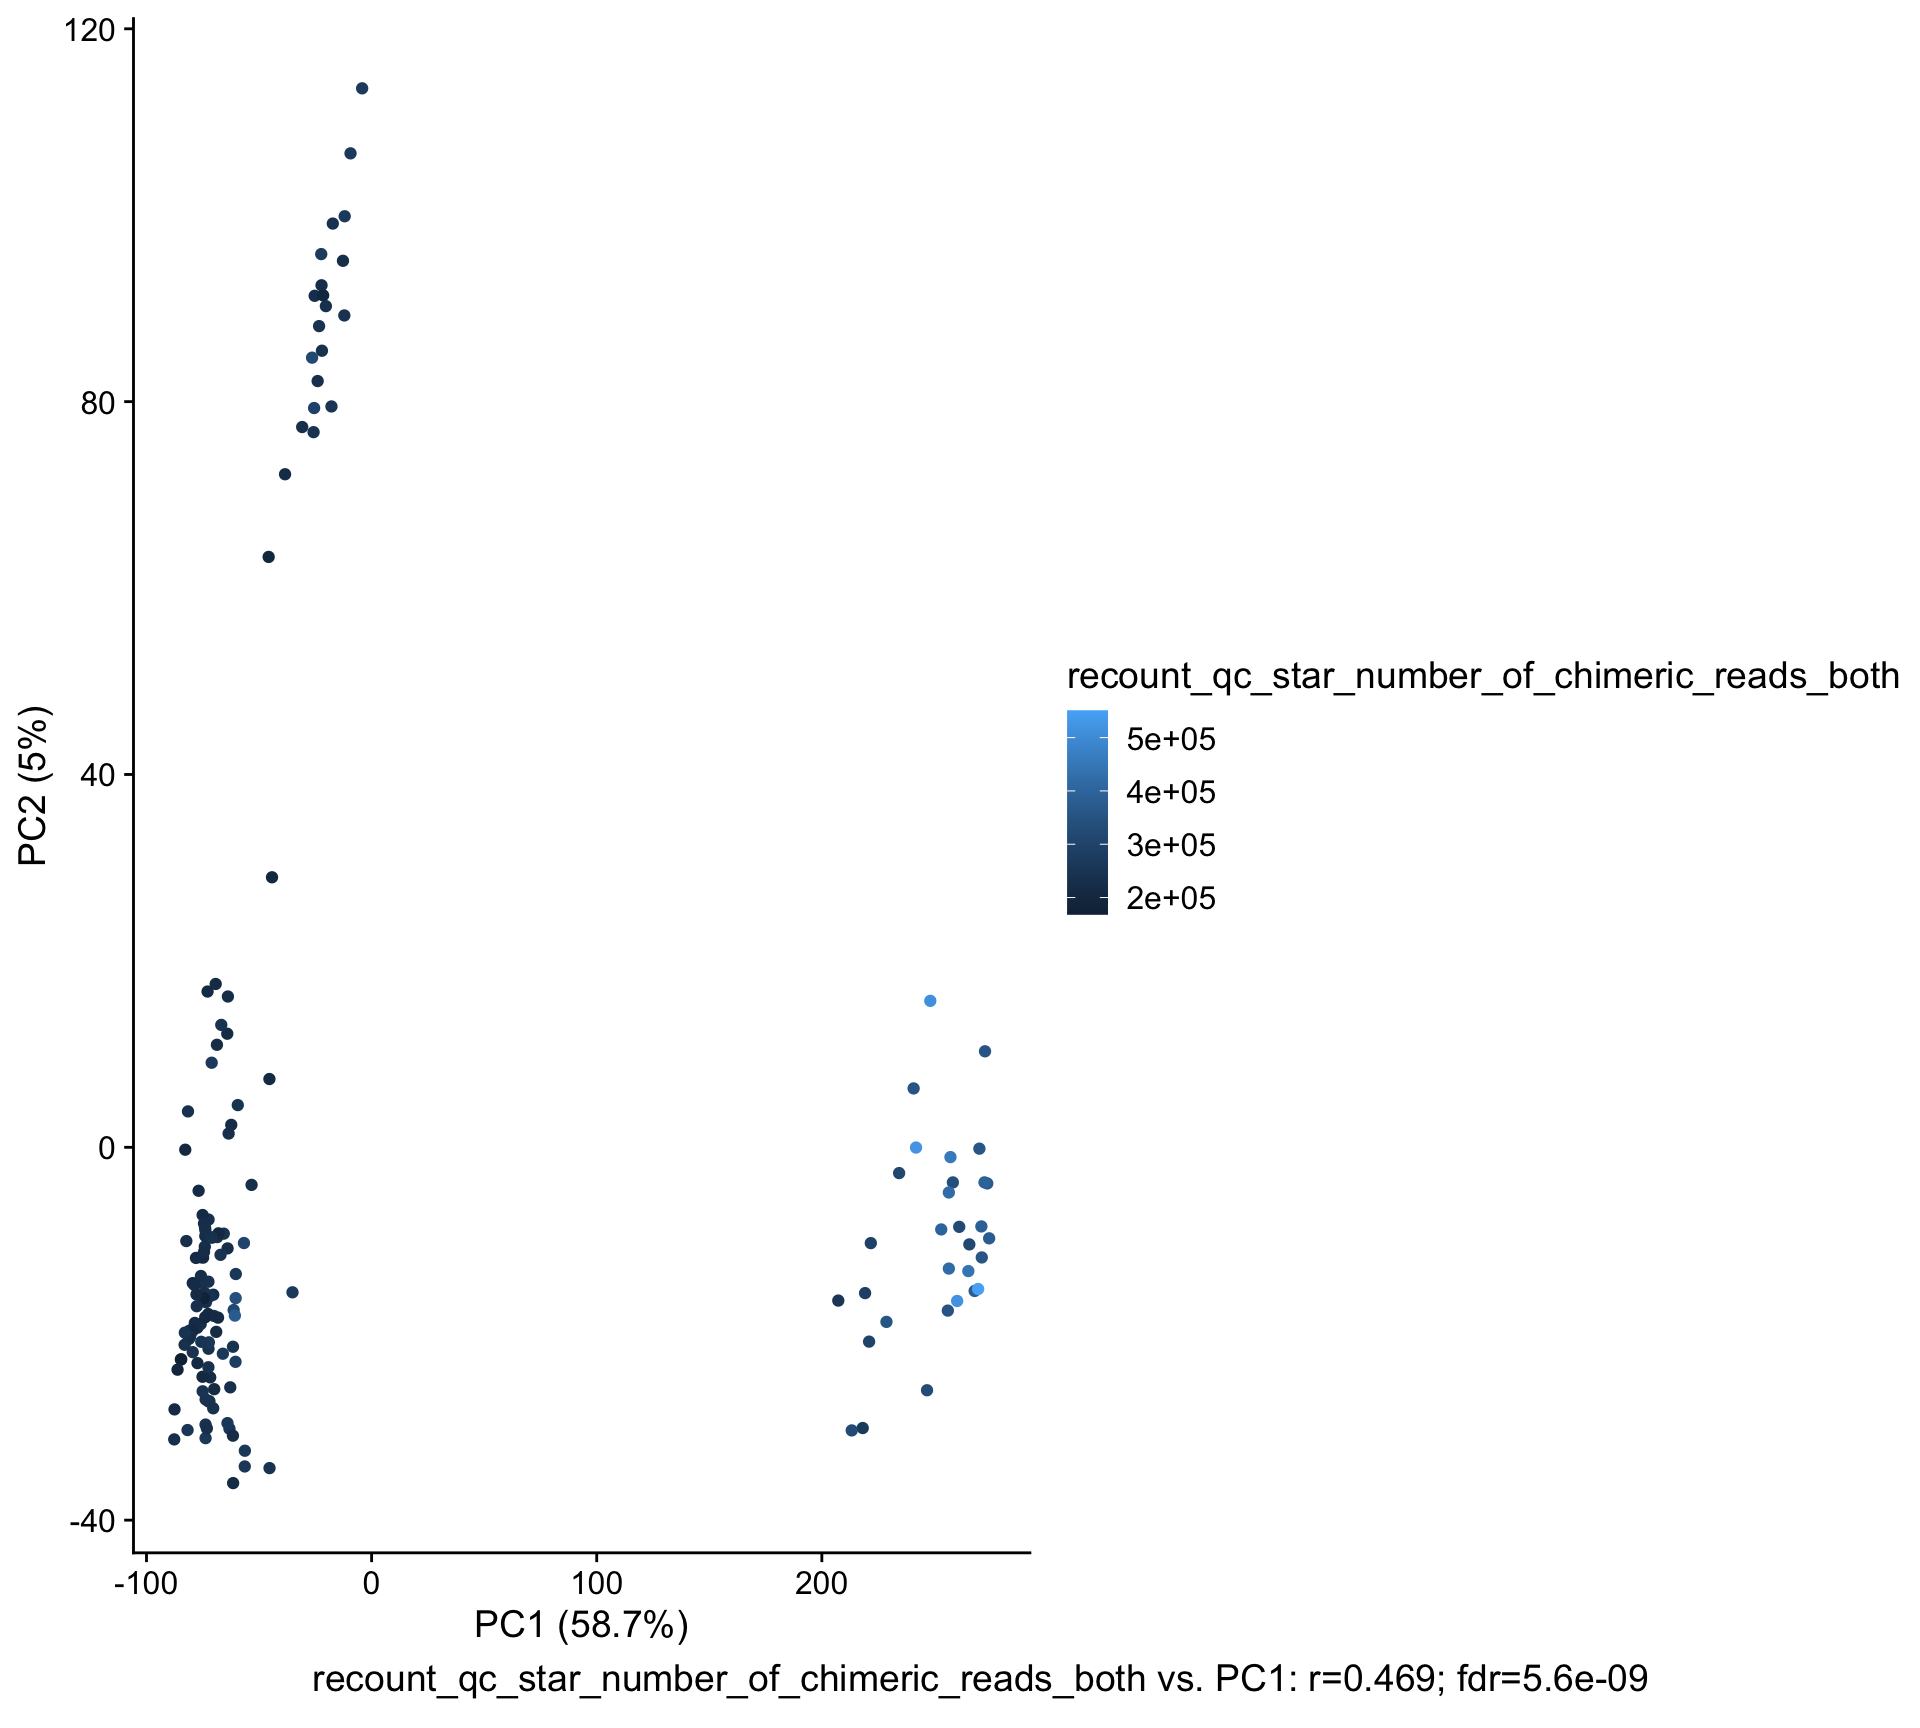 120
80
40
0
-40
PC2 (5%)
-100 0 100 200
PC1 (58.7%)
recount_qc_star_number_of_chimeric_reads_both
5e+05
4e+05
3e+05
2e+05
recount_qc_star_number_of_chimeric_reads_both vs. PC1: r=0.469; fdr=5.6e-09